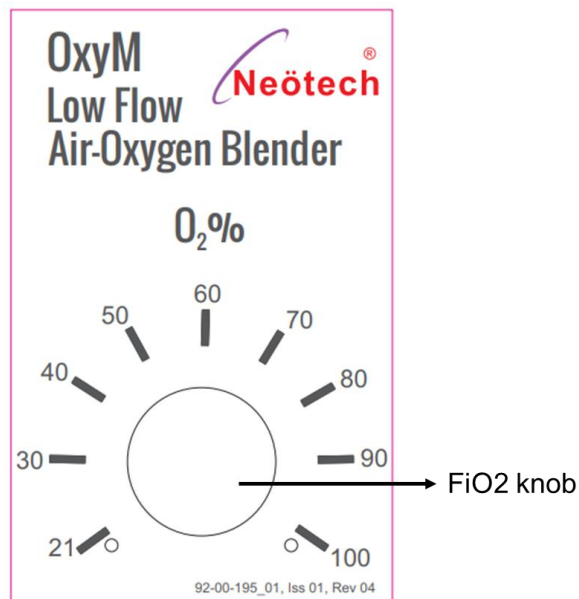 OxyM
Neötech®
Low Flow
Air-Oxygen Blender
O₂%
60
50
70
40
80
30
90
FiO2 knob
21
100
92-00-195_01, Iss 01, Rev 04